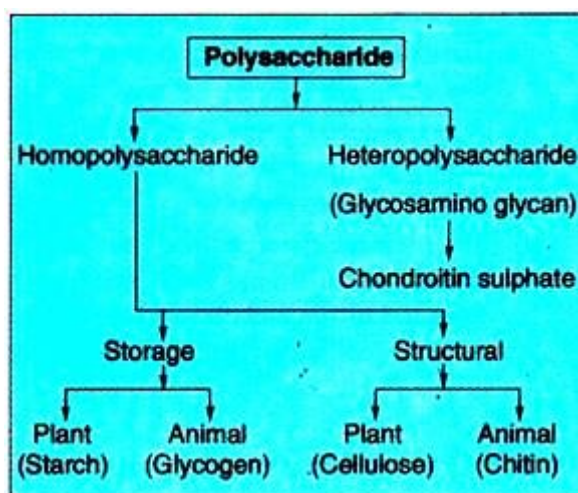 Polysaccharide
Homopolysaccharide
Heteropolysaccharide
(Glycosamino glycan)
Chondroitin sulphate
Storage
Structural
Plant
(Starch)
Animal
(Glycogen)
Plant
(Cellulose)
Animal
(Chitin)